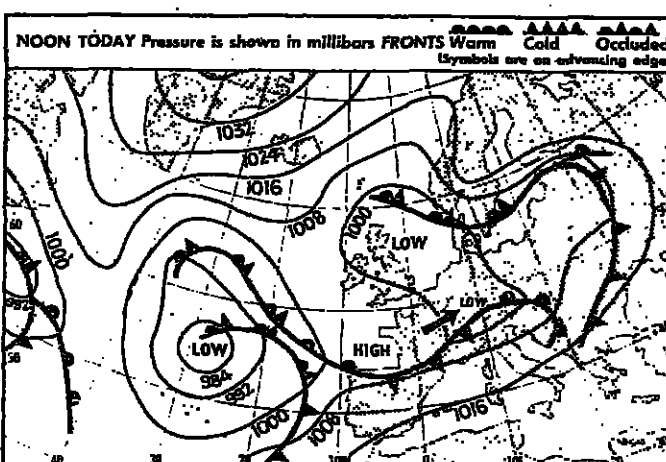 NOON TODAY Pressure is shown in millibars FRONTS Warm Cold Occluded
(Symbols are on advancing edge
1032
1024
1016
1008
1000
1000
LOW
LOW
992
LOW
HIGH
984
992
1000
1008
1016